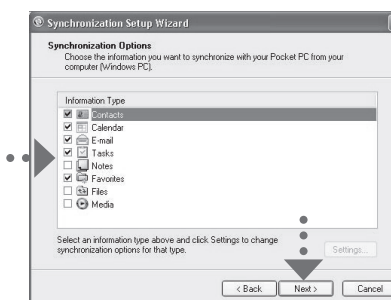 Synchronization Setup Wizard
Synchronization Options
Choose the information you want to synchronize with your Pocket PC from your
computer (Windows PC).
Information Type
Contacts
Calendar
E-mail
Tasks
Notes
Favorites
Files
Media
Select an information type above and click Settings to change
synchronization options for that type.
Settings...
< Back Next > Cancel